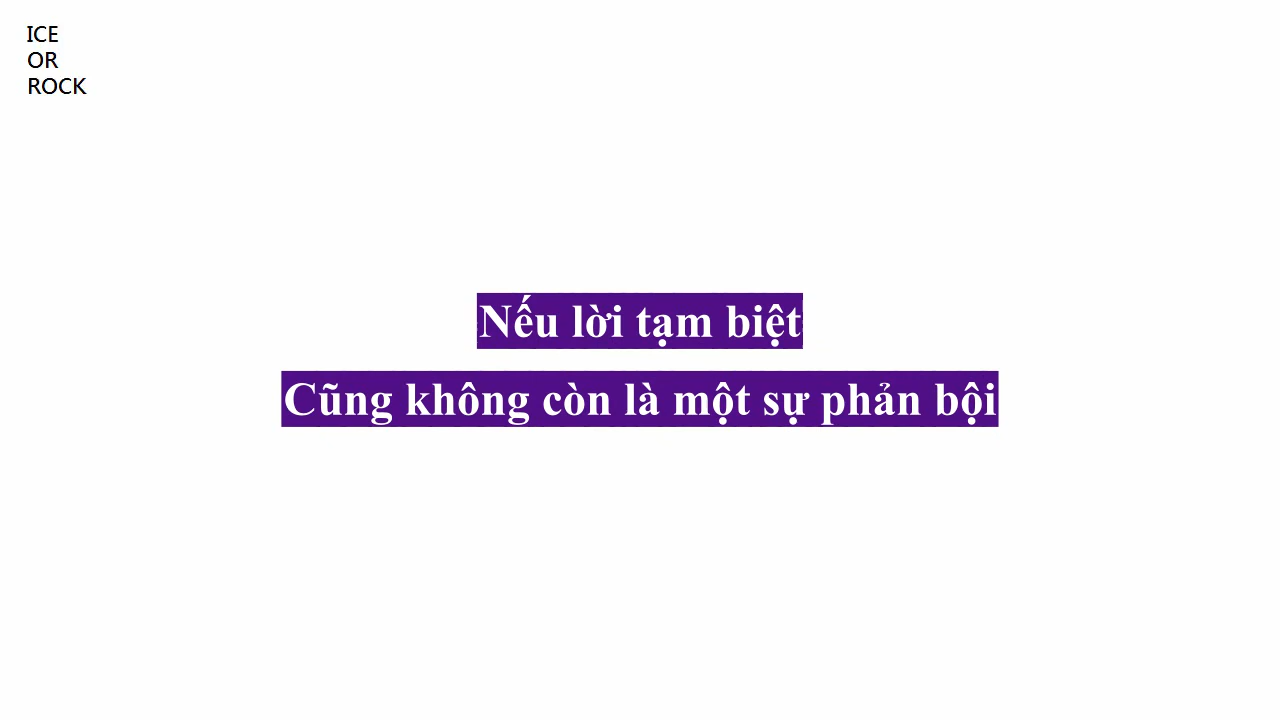 ICE
OR
ROCK
Nếu lời tạm biệt
Cũng không còn là một sự phản bội